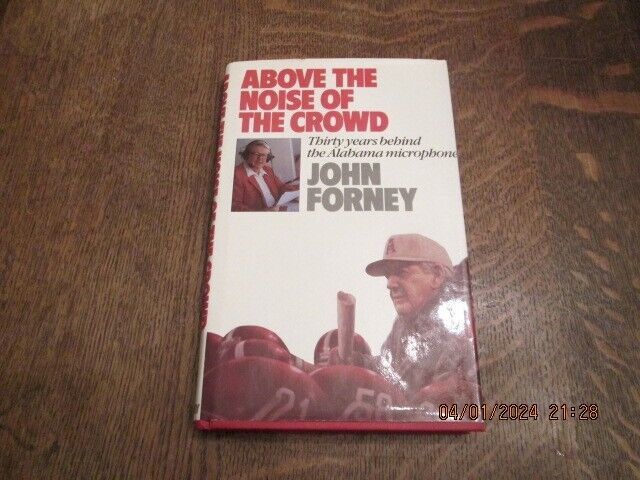 ABOVE THE
NOISE OF
THE CROWD
Thirty years behind
the Alabama microphone
JOHN
FORNEY
A
21
04/01/2024 21:28